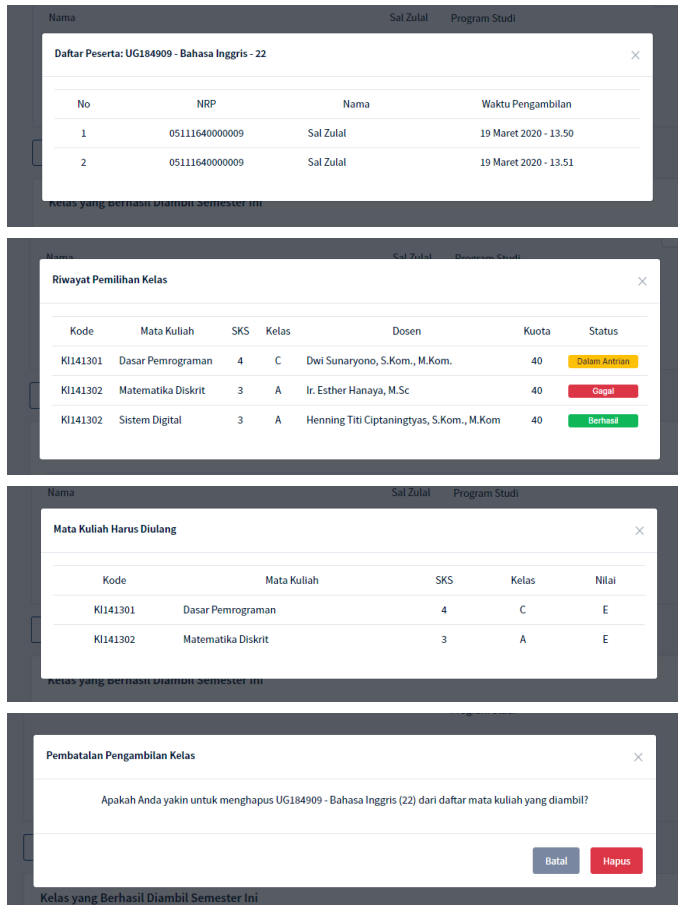 Nama Sal Zulal Program Studi
Daftar Peserta: UG184909 - Bahasa Inggris - 22
No NRP Nama Waktu Pengambilan
1 05111640000009 Sal Zulal 19 Maret 2020 - 13.50
2 05111640000009 Sal Zulal 19 Maret 2020 - 13.51
Kelas yang Berhasil Diambil Semester Ini
Nama Sal Zulal Program Studi
Riwayat Pemilihan Kelas
Kode Mata Kuliah SKS Kelas Dosen Kuota Status
KI141301 Dasar Pemrograman 4 C Dwi Sunaryono, S.Kom., M.Kom. 40 Dalam Antrian
KI141302 Matematika Diskrit 3 A Ir. Esther Hanaya, M.Sc 40 Gagal
KI141302 Sistem Digital 3 A Henning Titi Ciptaningtyas, S.Kom., M.Kom 40 Berhasil
Nama Sal Zulal Program Studi
Mata Kuliah Harus Diulang
Kode Mata Kuliah SKS Kelas Nilai
KI141301 Dasar Pemrograman 4 C E
KI141302 Matematika Diskrit 3 A E
Kelas yang Berhasil Diambil Semester Ini
Pembatalan Pengambilan Kelas
Apakah Anda yakin untuk menghapus UG184909 - Bahasa Inggris (22) dari daftar mata kuliah yang diambil?
Batal Hapus
Kelas yang Berhasil Diambil Semester Ini